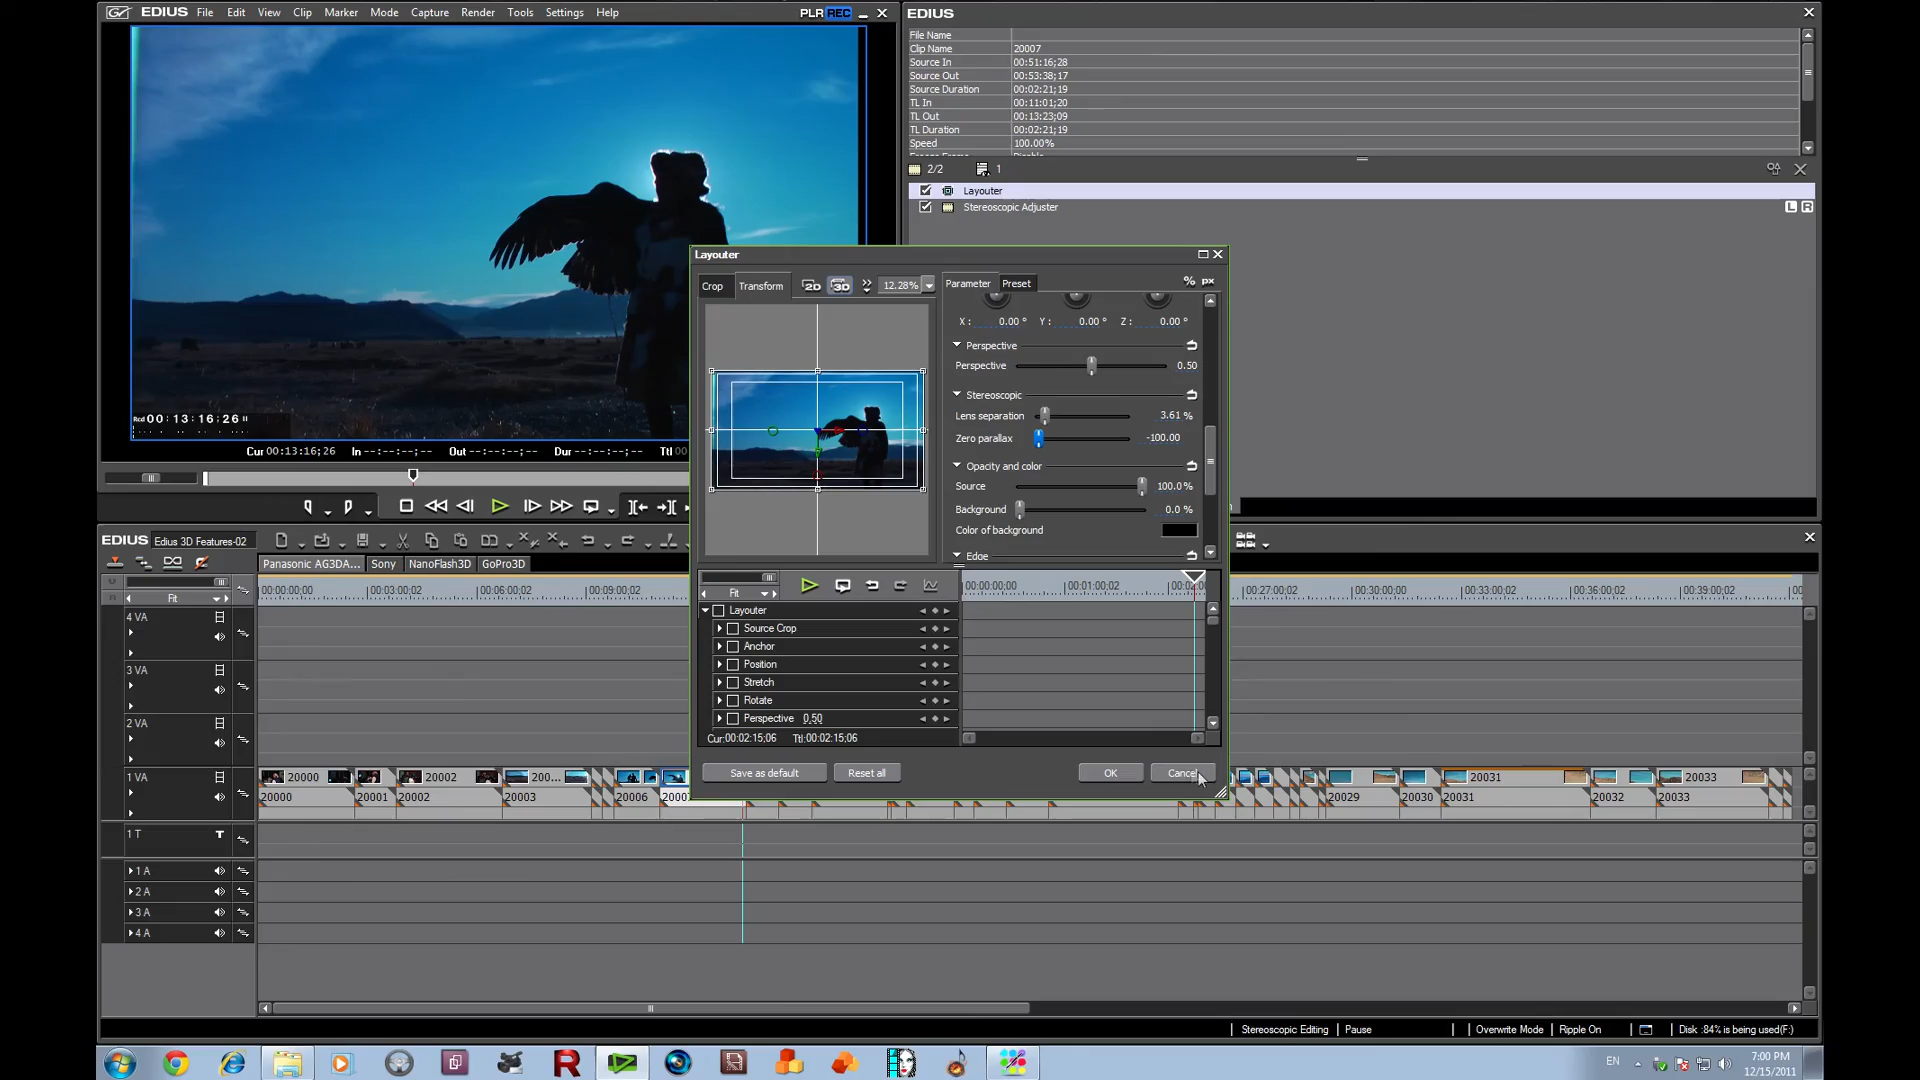 EDIUS File Edit View Clip Marker Mode Capture Render Tools Settings Help
PLR REC
Rcd 00:13:16;26
Cur 00:13:16;26 In --:--:--;-- Out --:--:--;-- Dur --:--:--;-- Ttl
EDIUS
File Name
Clip Name 20007
Source In 00:51:16;28
Source Out 00:53:38;17
Source Duration 00:02:21;19
TL In 00:11:01;20
TL Out 00:13:23;09
TL Duration 00:02:21;19
Speed 100.00%
2/2 1
Layouter
Stereoscopic Adjuster L R
Layouter
Crop Transform 2D 3D 12.28% Parameter Preset % px
X : 0.00 ° Y : 0.00 ° Z : 0.00 °
Perspective
Perspective 0.50
Stereoscopic
Lens separation 3.61 %
Zero parallax -100.00
Opacity and color
Source 100.0%
Background 0.0 %
Color of background
Edge
Fit
00:00:00;00 00:01:00;02
Layouter
Source Crop
Anchor
Position
Stretch
Rotate
Perspective 0.50
Cur:00:02:15;06 Ttl:00:02:15;06
Save as default Reset all OK Cancel
EDIUS Edius 3D Features-02
Panasonic AG3DA... Sony NanoFlash3D GoPro3D
Fit
00:00:00;00 00:03:00;02 00:06:00;02 00:09:00;02 00:27:00;02 00:30:00;02 00:33:00;02 00:36:00;02 00:39:00;02
4 VA
3 VA
2 VA
1 VA
20000 20002 200... 20031 20033
20000 20001 20002 20003 20006 20029 20030 20031 20032 20033
1 T T
1 A
2 A
3 A
4 A
Stereoscopic Editing Pause Overwrite Mode Ripple On Disk :84% is being used(F:)
EN
7:00 PM
12/15/2011